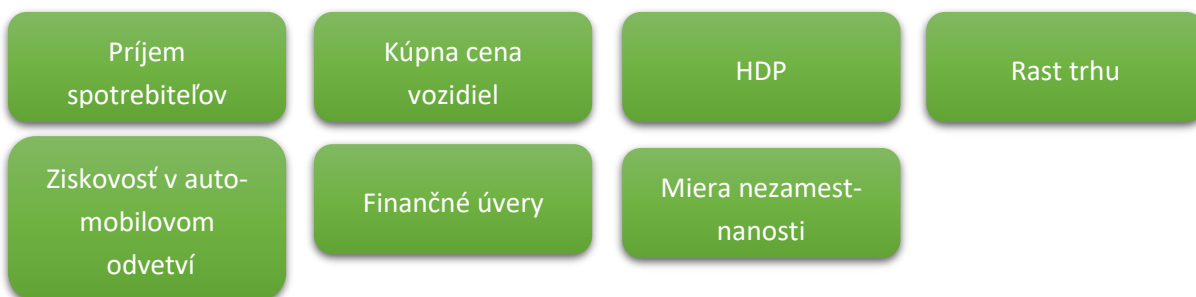 Príjem
spotrebiteľov
Kúpna cena
vozidiel
HDP
Rast trhu
Ziskovosť v auto-
mobilovom
odvetví
Finančné úvery
Miera nezamest-
nanosti